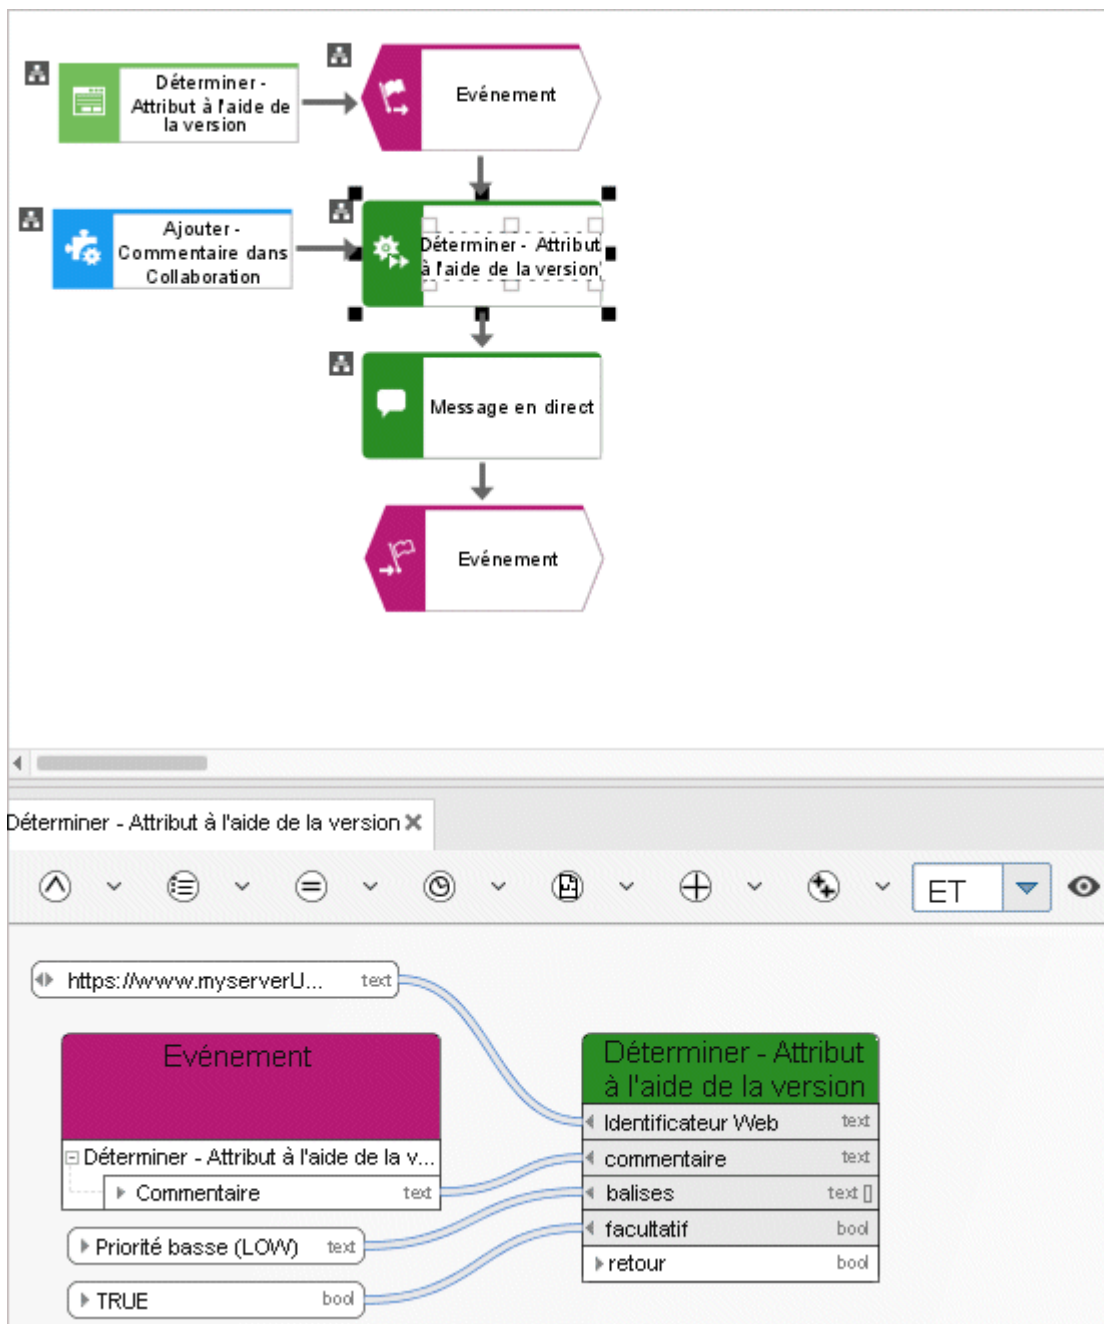 Déterminer -
Attribut à l'aide de
la version
Evénement
Ajouter -
Commentaire dans
Collaboration
Déterminer - Attribut
à l'aide de la version
Message en direct
Evénement
Déterminer - Attribut à l'aide de la version
ET
https://www.myserverU... text
Evénement
Déterminer - Attribut à l'aide de la v...
Commentaire text
Priorité basse (LOW) text
TRUE bool
Déterminer - Attribut
à l'aide de la version
Identificateur Web text
commentaire text
balises text []
facultatif bool
retour bool